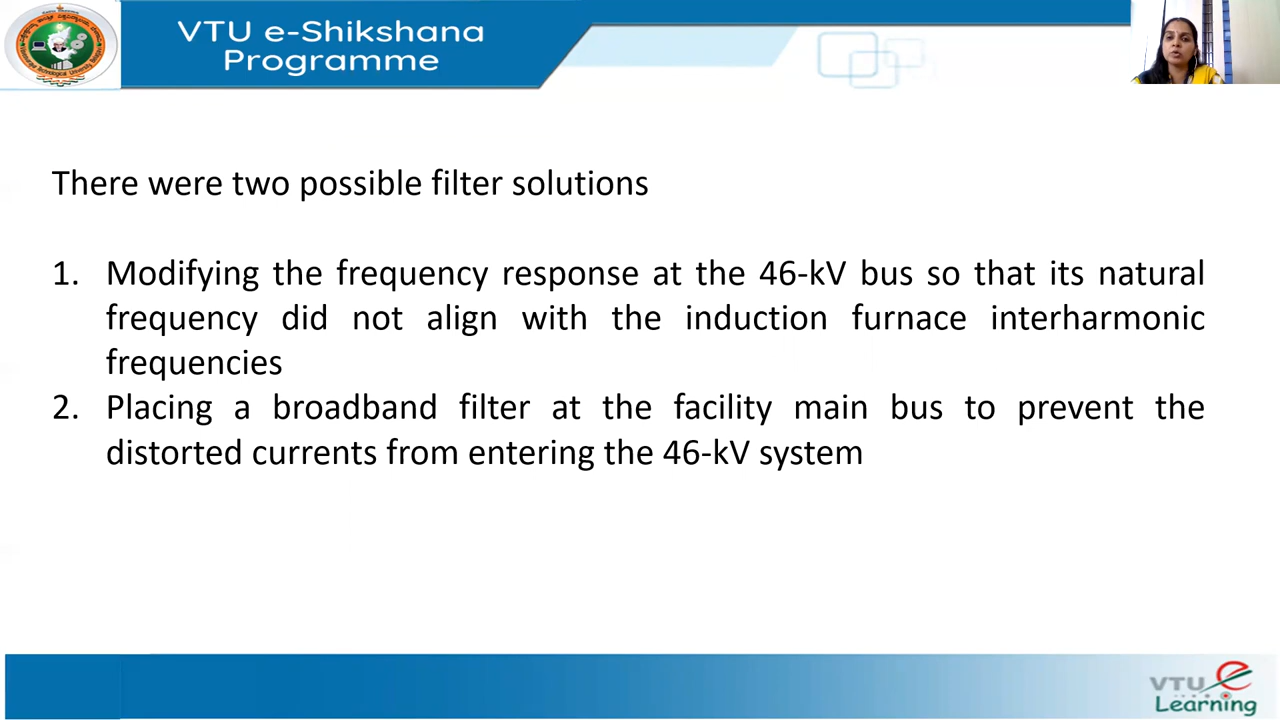 VTU e-Shikshana
Programme
There were two possible filter solutions
1. Modifying the frequency response at the 46-kV bus so that its natural
frequency did not align with the induction furnace interharmonic
frequencies
2. Placing a broadband filter at the facility main bus to prevent the
distorted currents from entering the 46-kV system
VTU e
Learning